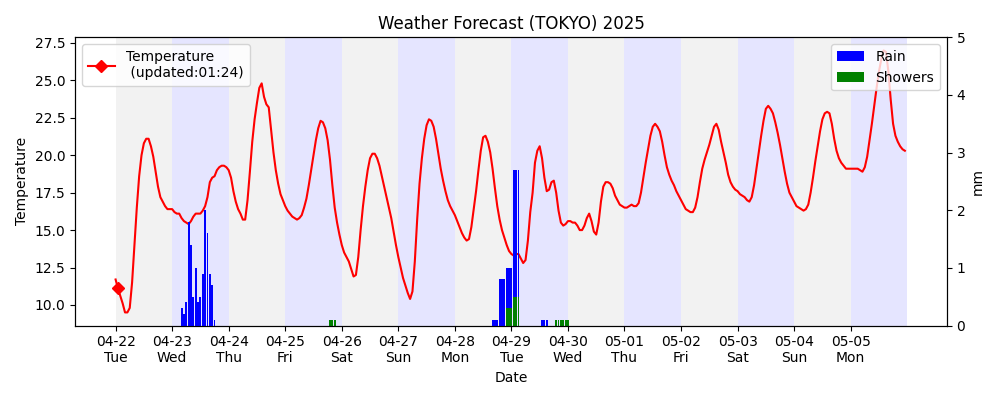 Weather Forecast (TOKYO) 2025
Temperature
(updated:01:24)
Rain
Showers
27.5
25.0
22.5
20.0
17.5
15.0
12.5
10.0
Temperature
5
4
3
2
1
0
mm
04-22 04-23 04-24 04-25 04-26 04-27 04-28 04-29 04-30 05-01 05-02 05-03 05-04 05-05
Tue Wed Thu Fri Sat Sun Mon Tue Wed Thu Fri Sat Sun Mon
Date